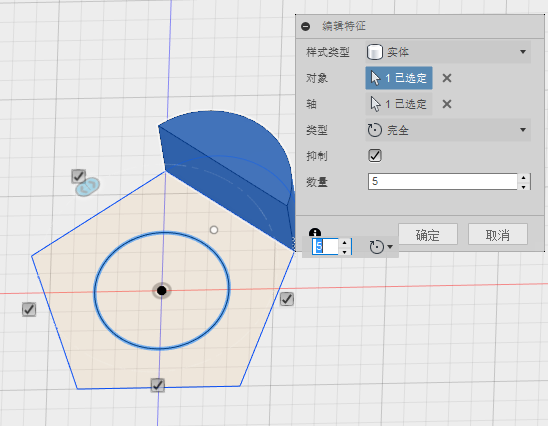 编辑特征
样式类型 实体
对象 1 已选定
轴 1 已选定
类型 完全
抑制
数量 5
确定 取消
5